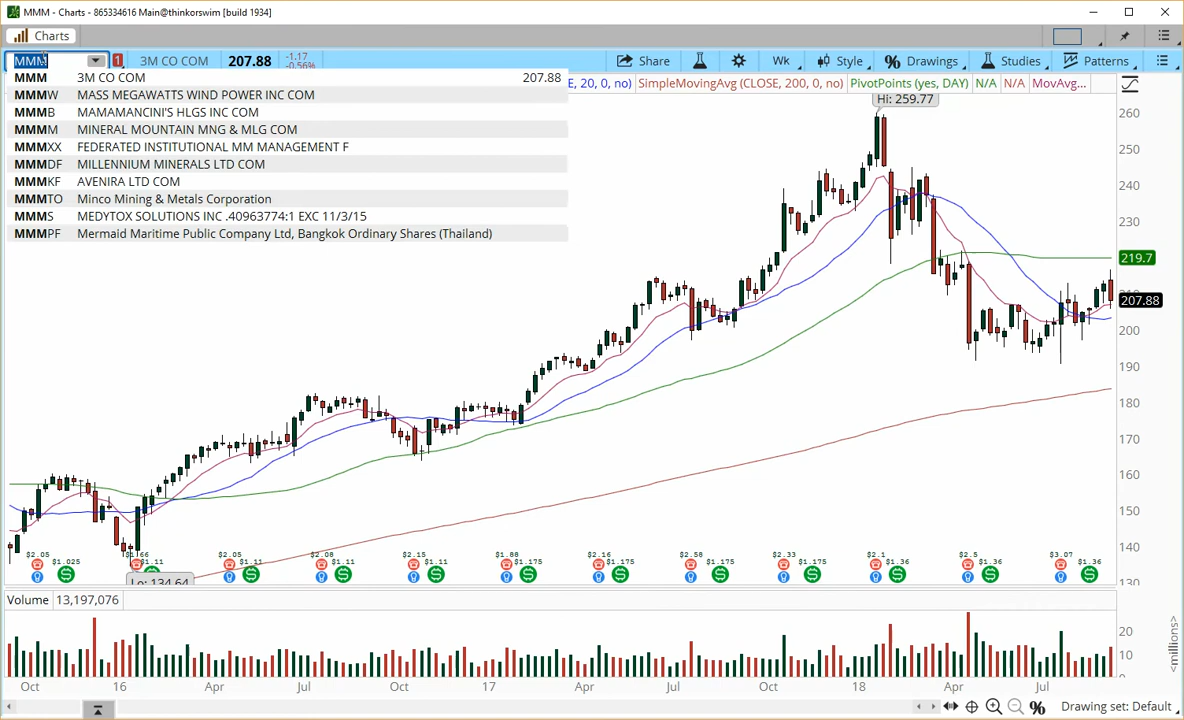 MMM - Charts - 865334616 Main@thinkorswim [build 1934]
Charts
MMM 1 3M CO COM 207.88 -1.17 -0.56% Share Wk Style Drawings Studies Patterns
MMM 3M CO COM 207.88
MMMW MASS MEGAWATTS WIND POWER INC COM
MMMB MAMAMANCINI'S HLGS INC COM
MMMM MINERAL MOUNTAIN MNG & MLG COM
MMMXX FEDERATED INSTITUTIONAL MM MANAGEMENT F
MMMDF MILLENNIUM MINERALS LTD COM
MMMKF AVENIRA LTD COM
MMMTO Minco Mining & Metals Corporation
MMMS MEDYTOX SOLUTIONS INC .40963774:1 EXC 11/3/15
MMMPF Mermaid Maritime Public Company Ltd, Bangkok Ordinary Shares (Thailand)
E, 20, 0, no) SimpleMovingAvg (CLOSE, 200, 0, no) PivotPoints (yes, DAY) N/A N/A MovAvg...
Hi: 259.77
260
250
240
230
219.7
207.88
200
190
180
170
160
150
140
130
$2.05 $1.025 $1.11 $2.05 $1.11 $2.08 $1.11 $2.15 $1.11 $1.88 $1.175 $2.16 $1.175 $2.58 $1.175 $2.33 $1.175 $2.1 $1.36 $2.5 $1.36 $3.07 $1.36
Lo: 134.64
Volume 13,197,076
20
10
<millions>
Oct 16 Apr Jul Oct 17 Apr Jul Oct 18 Apr Jul
Drawing set: Default